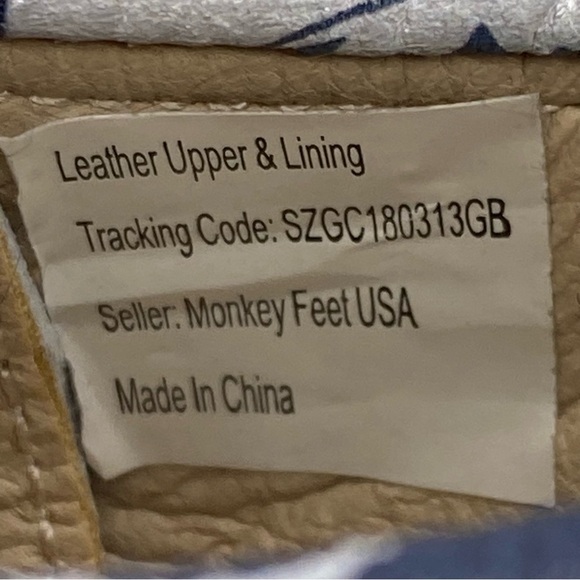 Leather Upper & Lining
Tracking Code: SZGC180313GB
Seller: Monkey Feet USA
Made In China